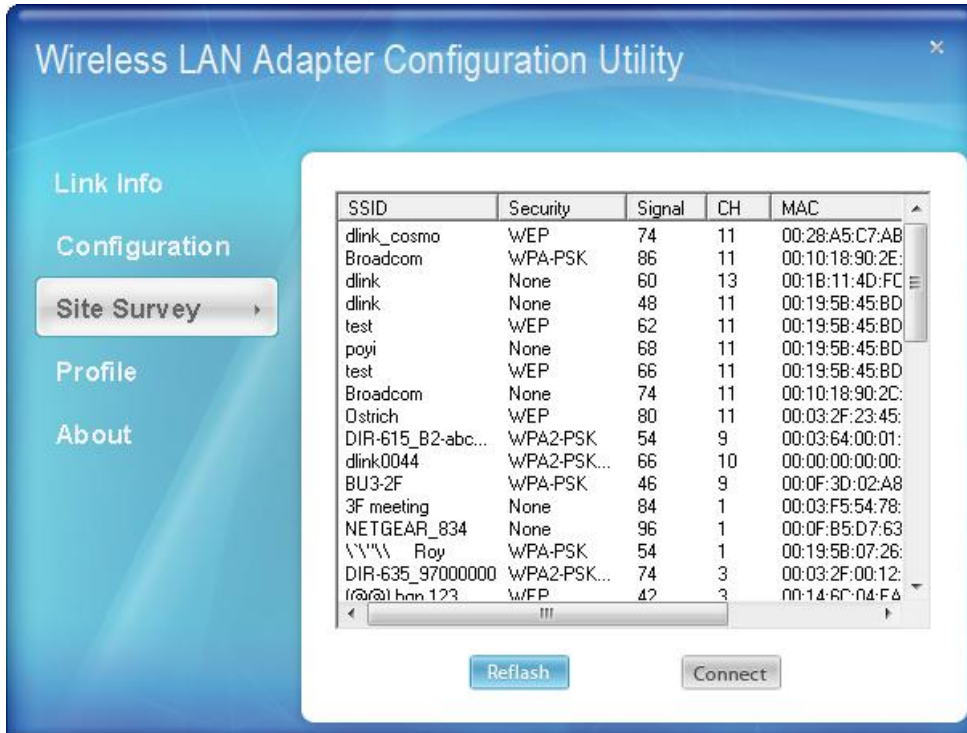 Wireless LAN Adapter Configuration Utility
Link Info
Configuration
Site Survey
Profile
About
SSID Security Signal CH MAC
dlink_cosmo WEP 74 11 00:28:A5:C7:AB
Broadcom WPA-PSK 86 11 00:10:18:90:2E:
dlink None 60 13 00:1B:11:4D:FC
dlink None 48 11 00:19:5B:45:BD
test WEP 62 11 00:19:5B:45:BD
poyi None 68 11 00:19:5B:45:BD
test WEP 66 11 00:19:5B:45:BD
Broadcom None 74 11 00:10:18:90:2C:
Ostrich WEP 80 11 00:03:2F:23:45:
DIR-615_B2-abc... WPA2-PSK 54 9 00:03:64:00:01:
dlink0044 WPA2-PSK... 66 10 00:00:00:00:00:
BU3-2F WPA-PSK 46 9 00:0F:3D:02:A8
3F meeting None 84 1 00:03:F5:54:78:
NETGEAR_834 None 96 1 00:0F:B5:D7:63
Roy WPA-PSK 54 1 00:19:5B:07:26:
DIR-635_97000000 WPA2-PSK... 74 3 00:03:2F:00:12:
123 WEP 42 3 00:14:6C:04:FA
Reflash
Connect